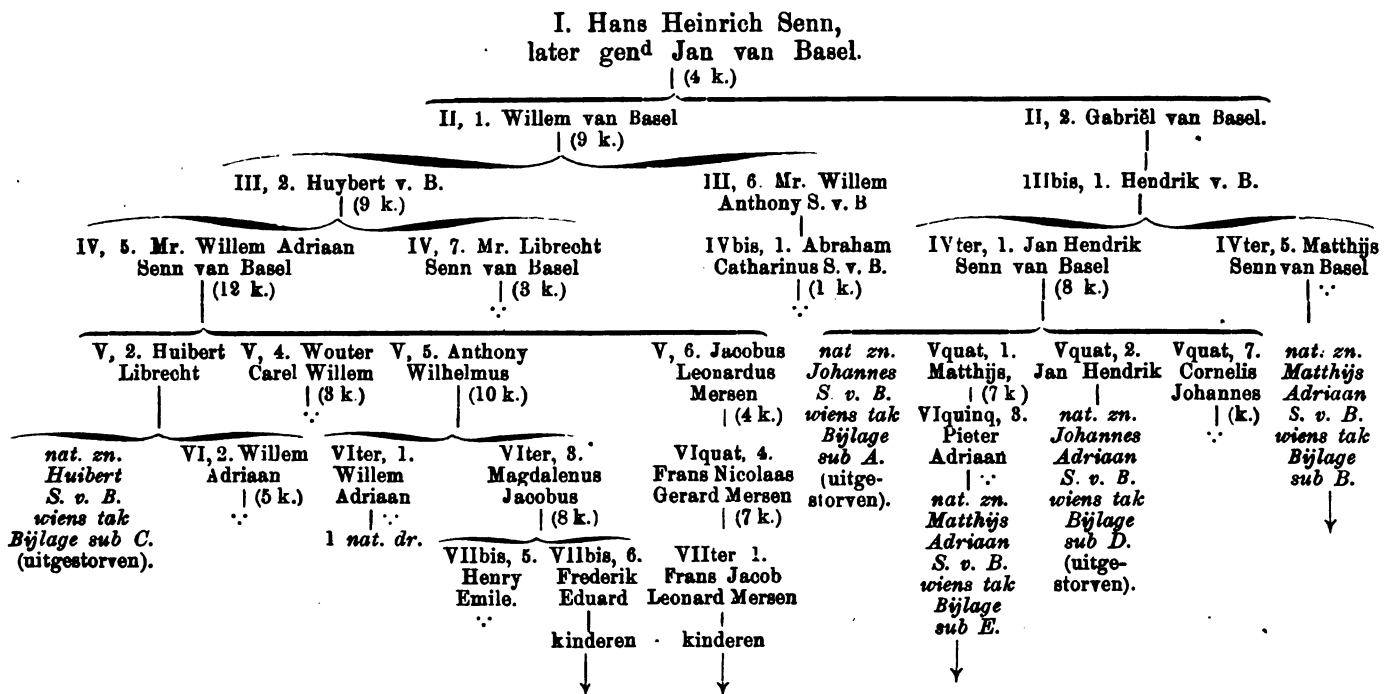 I. Hans Heinrich Senn,
later gend Jan van Basel.
(4 k.)
II, 1. Willem van Basel
(9 k.)
II, 2. Gabriël van Basel.
III, 2. Huybert v. B.
(9 k.)
III, 6. Mr. Willem
Anthony S. v. B
IIIbis, 1. Hendrik v. B.
IV, 5. Mr. Willem Adriaan
Senn van Basel
(12 k.)
IV, 7. Mr. Librecht
Senn van Basel
(3 k.)
IVbis, 1. Abraham
Catharinus S. v. B.
(1 k.)
IVter, 1. Jan Hendrik
Senn van Basel
(8 k.)
IVter, 5. Matthijs
Senn van Basel
V, 2. Huibert
Librecht
V, 4. Wouter
Carel Willem
(3 k.)
V, 5. Anthony
Wilhelmus
(10 k.)
V, 6. Jacobus
Leonardus
Mersen
(4 k.)
nat zn.
Johannes
S. v. B.
wiens tak
Bijlage
sub A.
(uitge-
storven).
Vquat, 1.
Matthijs,
(7 k)
VIquinq, 3.
Pieter
Adriaan
nat. zn.
Matthijs
Adriaan
S. v. B.
wiens tak
Bijlage
sub E.
Vquat, 2.
Jan Hendrik
nat. zn.
Johannes
Adriaan
S. v. B.
wiens tak
Bijlage
sub D.
(uitge-
storven).
Vquat, 7.
Cornelis
Johannes
(k.)
nat. zn.
Matthijs
Adriaan
S. v. B.
wiens tak
Bijlage
sub B.
nat. zn.
Huibert
S. v. B.
wiens tak
Bijlage sub C.
(uitgestorven).
VI, 2. Willem
Adriaan
(5 k.)
VIter, 1.
Willem
Adriaan
1 nat. dr.
VIter, 3.
Magdalenus
Jacobus
(8 k.)
VIquat, 4.
Frans Nicolaas
Gerard Mersen
(7 k.)
VIIbis, 5.
Henry
Emile.
VIIbis, 6.
Frederik
Eduard
kinderen
VIIter 1.
Frans Jacob
Leonard Mersen
kinderen